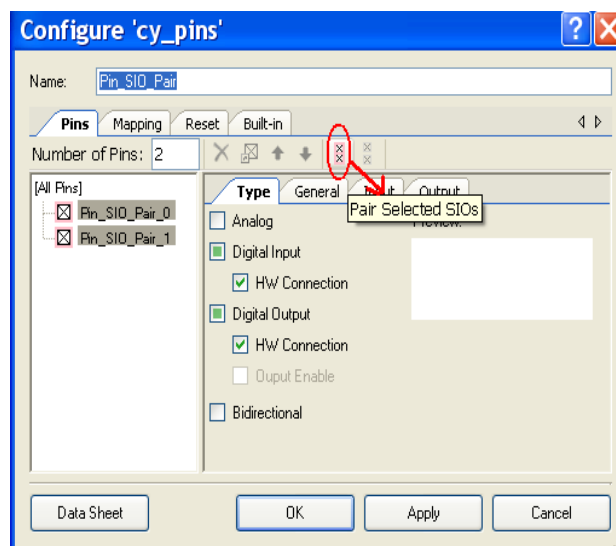 Configure 'cy_pins'
Name: Pin_SIO_Pair
Pins Mapping Reset Built-in
Number of Pins: 2
[All Pins]
Pin_SIO_Pair_0
Pin_SIO_Pair_1
Type General Input Output
Pair Selected SIOs
Analog Preview:
Digital Input
HW Connection
Digital Output
HW Connection
Ouput Enable
Bidirectional
Data Sheet OK Apply Cancel